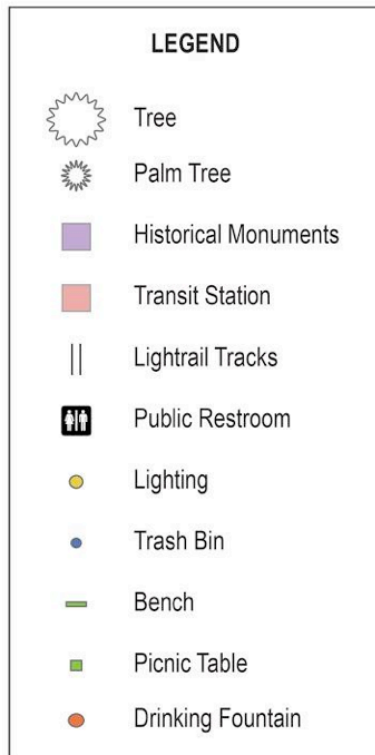 LEGEND
Tree
Palm Tree
Historical Monuments
Transit Station
Lightrail Tracks
Public Restroom
Lighting
Trash Bin
Bench
Picnic Table
Drinking Fountain